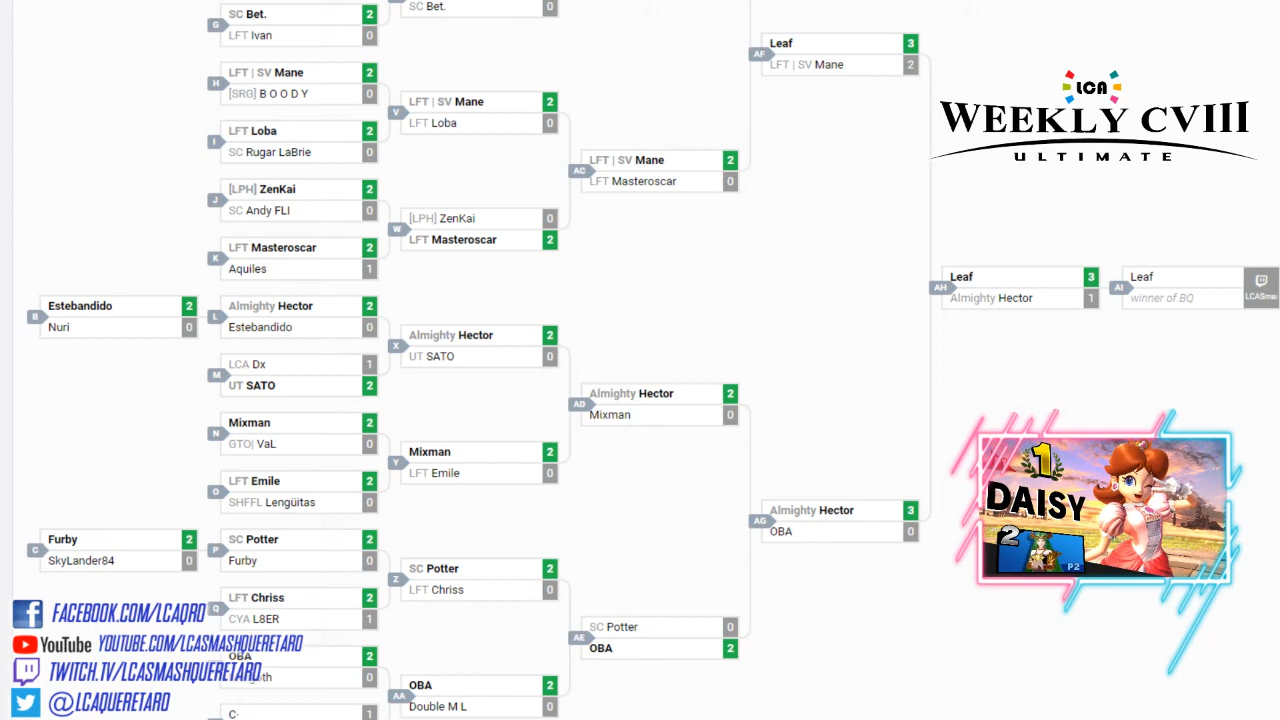 G
SC Bet. 2
LFT Ivan 0
SC Bet. 0
H
LFT | SV Mane 2
[SRG] B O O D Y 0
I
LFT Loba 2
SC Rugar LaBrie 0
J
[LPH] ZenKai 2
SC Andy FLI 0
K
LFT Masteroscar 2
Aquiles 1
B
Estebandido 2
Nuri 0
L
Almighty Hector 2
Estebandido 0
M
LCA Dx 1
UT SATO 2
N
Mixman 2
GTO| VaL 0
O
LFT Emile 2
SHFFL Lengüitas 0
C
Furby 2
SkyLander84 0
P
SC Potter 2
Furby 0
Q
LFT Chriss 2
CYA L8ER 1
OBA 2
0
C- 1
V
LFT | SV Mane 2
LFT Loba 0
W
[LPH] ZenKai 0
LFT Masteroscar 2
X
Almighty Hector 2
UT SATO 0
Y
Mixman 2
LFT Emile 0
Z
SC Potter 2
LFT Chriss 0
AA
OBA 2
Double M L 0
AC
LFT | SV Mane 2
LFT Masteroscar 0
AD
Almighty Hector 2
Mixman 0
AE
SC Potter 0
OBA 2
AF
Leaf 3
LFT | SV Mane 2
AG
Almighty Hector 3
OBA 0
AH
Leaf 3
Almighty Hector 1
AI
Leaf
winner of BQ
LCASma
LCA
WEEKLY CVIII
ULTIMATE
1
DAISY
2
P2
FACEBOOK.COM/LCAQRO
YouTube YOUTUBE.COM/LCASMASHQUERETARO
TWITCH.TV/LCASMASHQUERETARO
@LCAQUERETARO